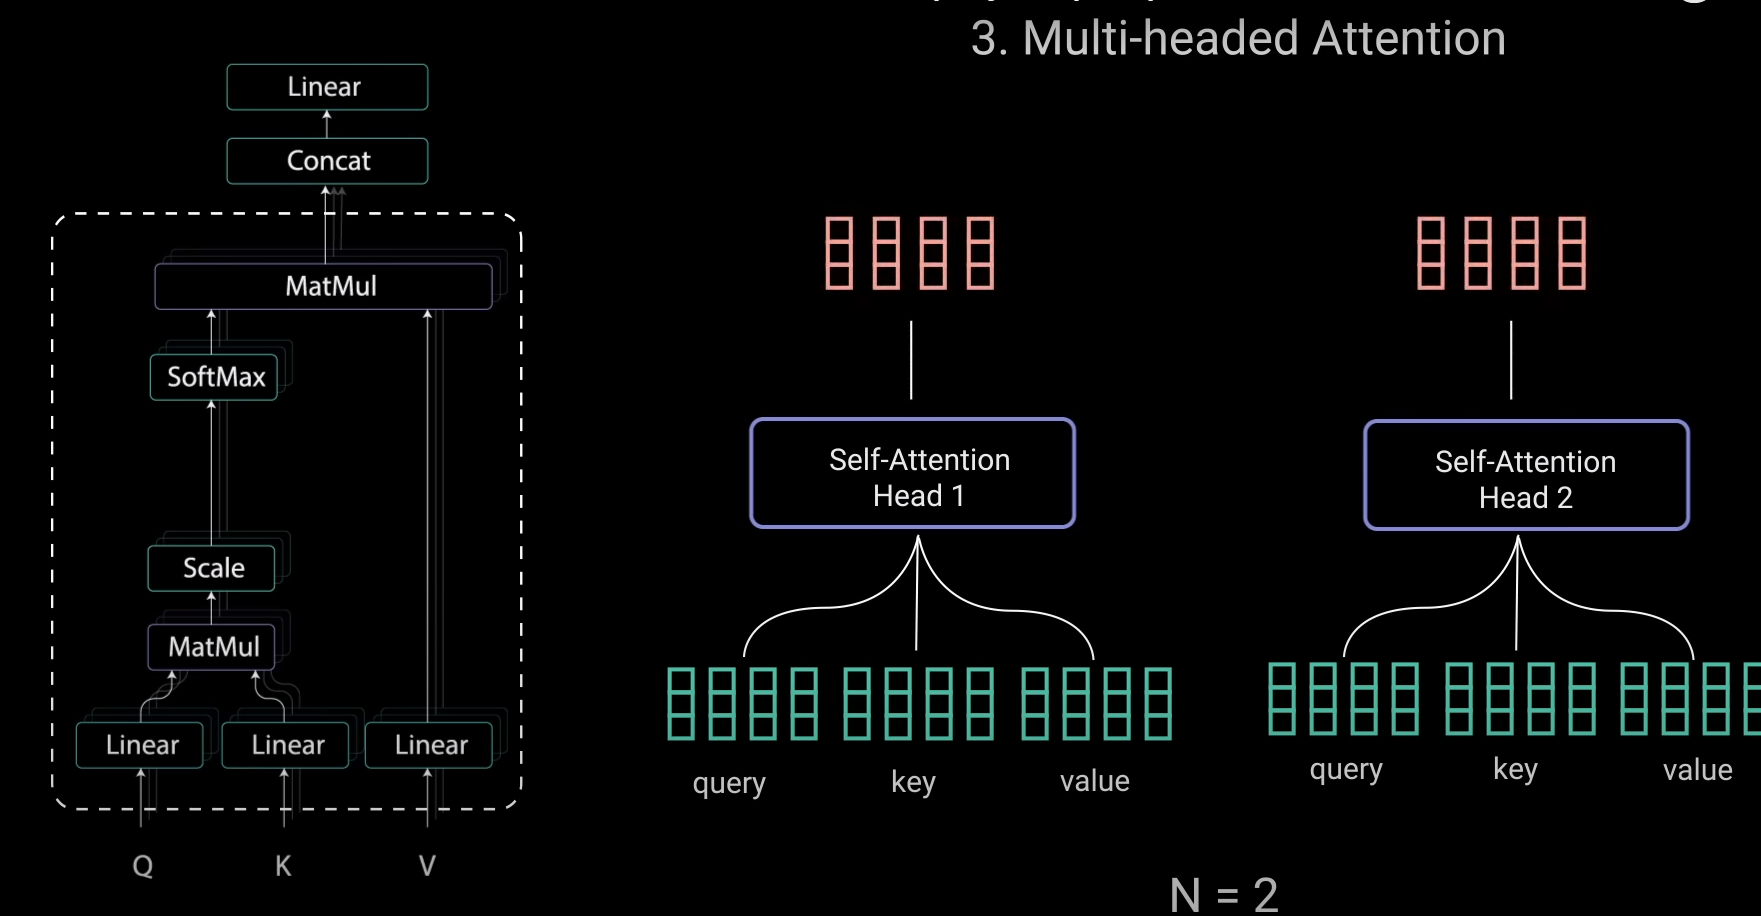 3. Multi-headed Attention
Linear
Concat
MatMul
SoftMax
Scale
MatMul
Linear
Linear
Linear
Q
K
V
Self-Attention
Head 1
query
key
value
Self-Attention
Head 2
query
key
value
N = 2